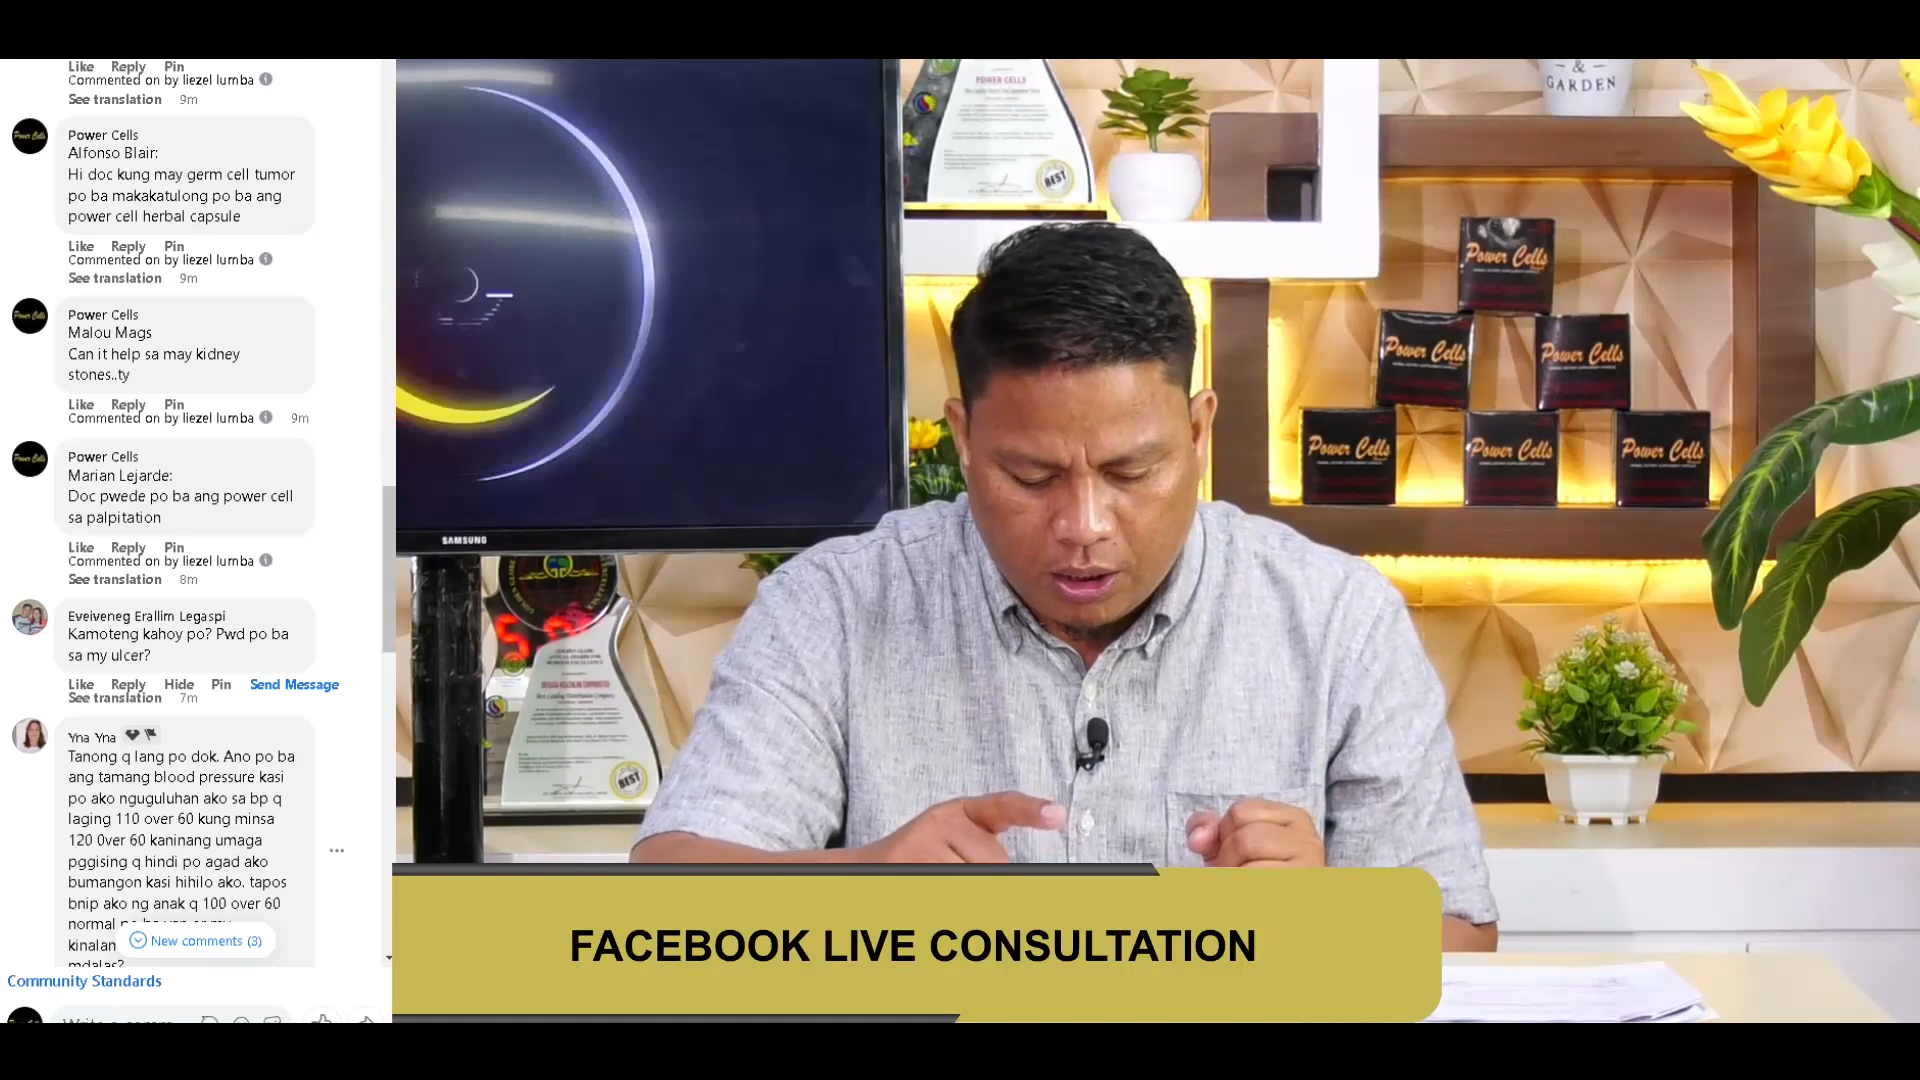 Like Reply Pin
Commented on by liezel lumba
See translation 9m
Power Cells
Alfonso Blair:
Hi doc kung may germ cell tumor
po ba makakatulong po ba ang
power cell herbal capsule
Like Reply Pin
Commented on by liezel lumba
See translation 9m
Power Cells
Malou Mags
Can it help sa may kidney
stones..ty
Like Reply Pin
Commented on by liezel lumba 9m
Power Cells
Marian Lejarde:
Doc pwede po ba ang power cell
sa palpitation
Like Reply Pin
Commented on by liezel lumba
See translation 8m
Eveiveneg Erallim Legaspi
Kamoteng kahoy po? Pwd po ba
sa my ulcer?
Like Reply Hide Pin Send Message
See translation 7m
Yna Yna
Tanong q lang po dok. Ano po ba
ang tamang blood pressure kasi
po ako nguguluhan ako sa bp q
laging 110 over 60 kung minsa
120 0ver 60 kaninang umaga
pggising q hindi po agad ako
bumangon kasi hihilo ako. tapos
bnip ako ng anak q 100 over 60
normal
kinalan
mdalas?
New comments (3)
Community Standards
SAMSUNG
POWER CELLS
BEST
& GARDEN
Power Cells
Power Cells
Power Cells
Power Cells
Power Cells
Power Cells
BEST
FACEBOOK LIVE CONSULTATION